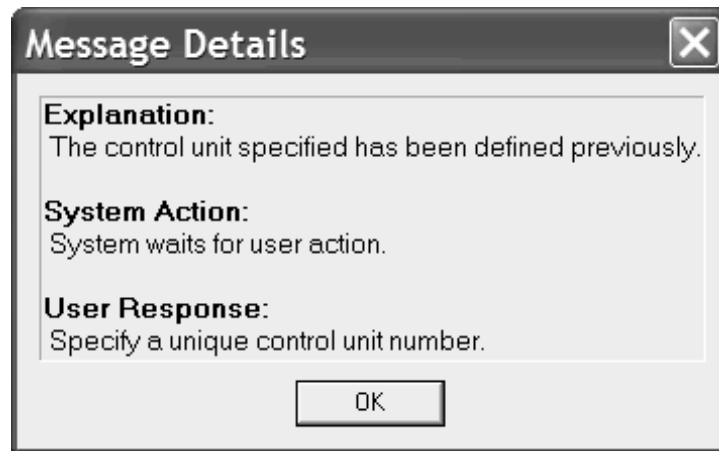 Message Details
Explanation:
The control unit specified has been defined previously.
System Action:
System waits for user action.
User Response:
Specify a unique control unit number.
OK